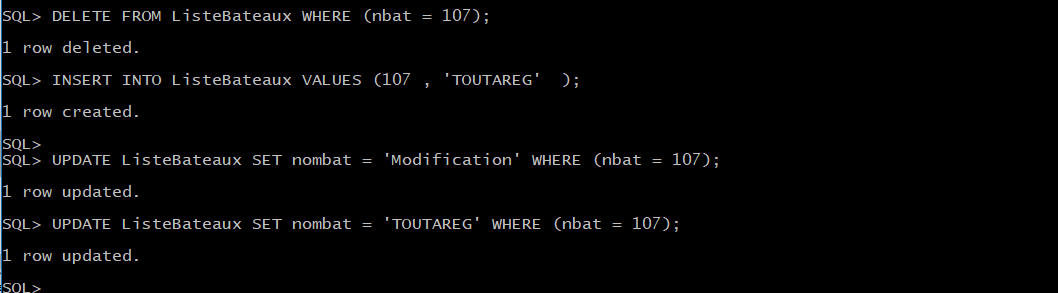 SQL> DELETE FROM ListeBateaux WHERE (nbat = 107);
1 row deleted.
SQL> INSERT INTO ListeBateaux VALUES (107 , 'TOUTAREG'  );
1 row created.
SQL>
SQL> UPDATE ListeBateaux SET nombat = 'Modification' WHERE (nbat = 107);
1 row updated.
SQL> UPDATE ListeBateaux SET nombat = 'TOUTAREG' WHERE (nbat = 107);
1 row updated.
SQL>